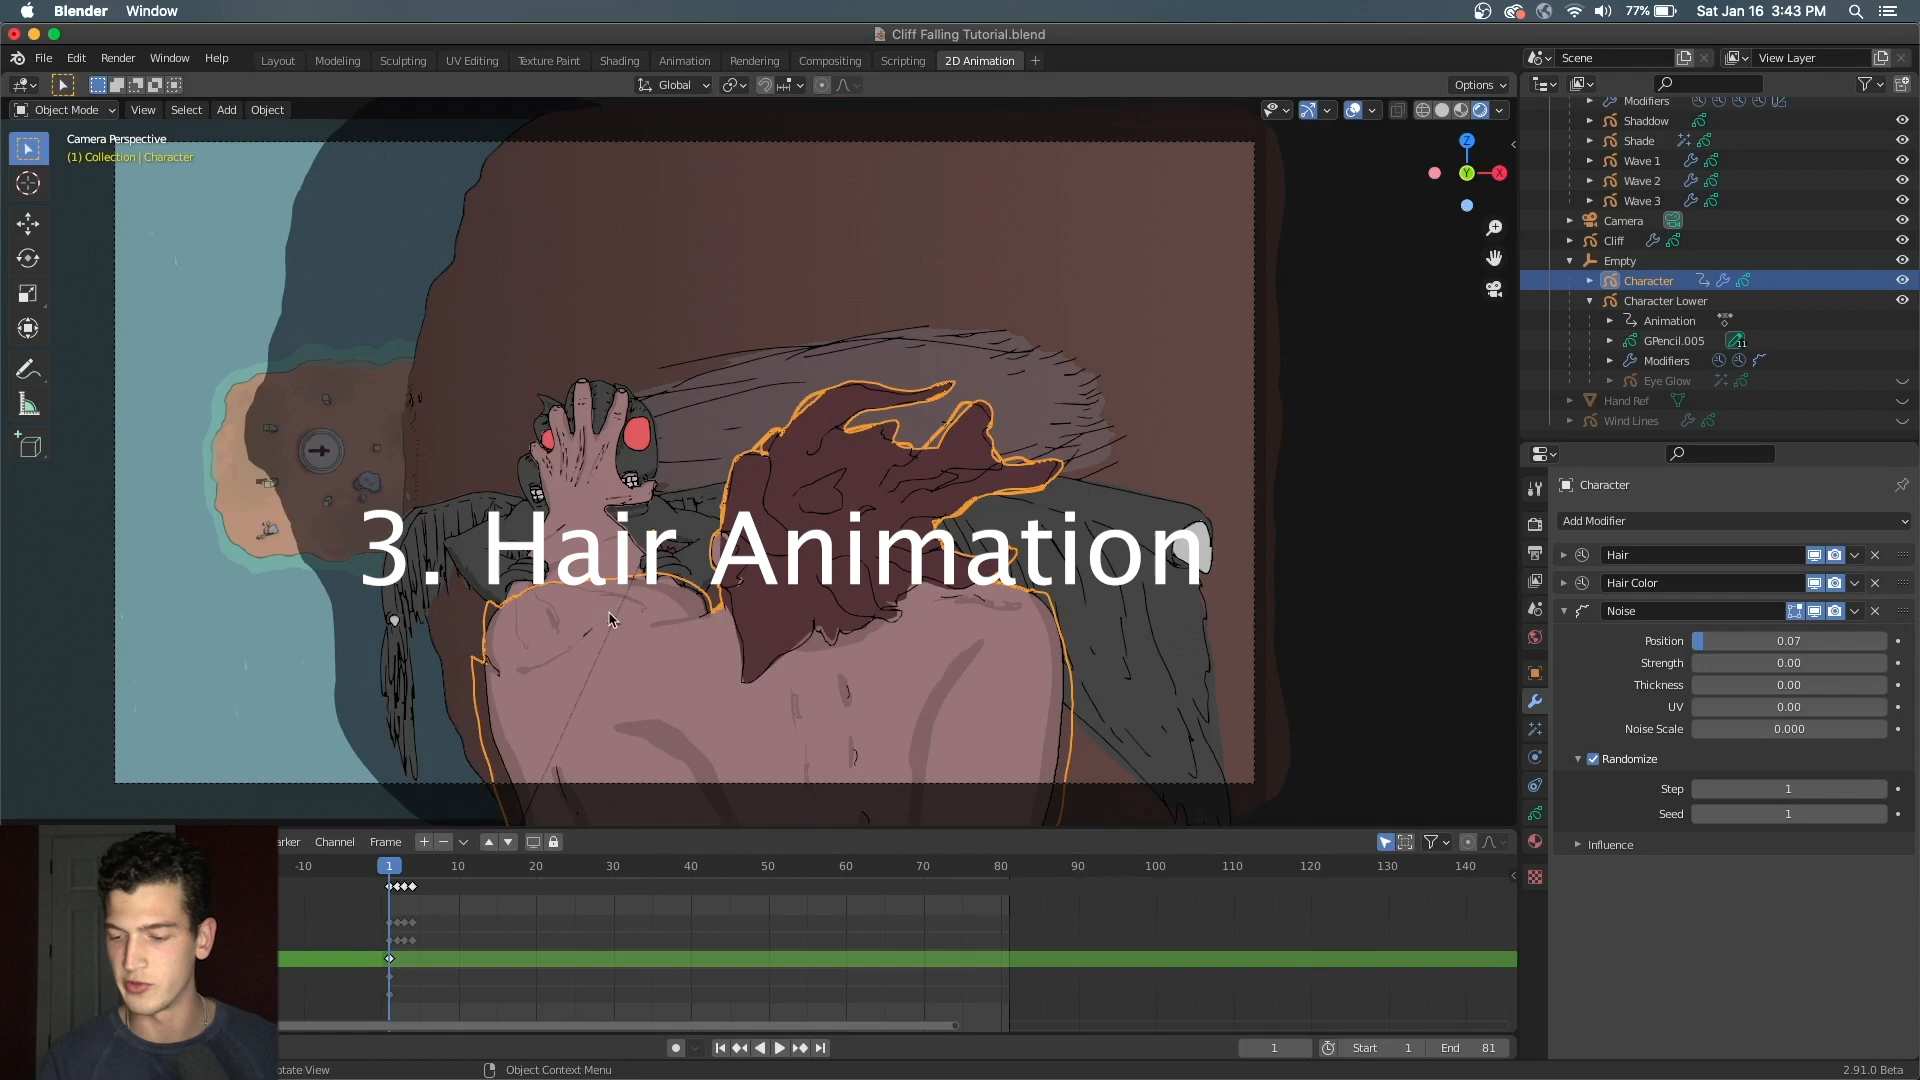 Blender Window
77% Sat Jan 16 3:43 PM
Cliff Falling Tutorial.blend
File Edit Render Window Help
Layout Modeling Sculpting UV Editing Texture Paint Shading Animation Rendering Compositing Scripting 2D Animation +
Scene View Layer
Global Options
Object Mode View Select Add Object
Camera Perspective
(1) Collection | Character
Z
Y X
Modifiers
Shaddow
Shade
Wave 1
Wave 2
Wave 3
Camera
Cliff
Empty
Character
Character Lower
Animation
GPencil.005 11
Modifiers
Eye Glow
Hand Ref
Wind Lines
3. Hair Animation
Character
Add Modifier
Hair
Hair Color
Noise
Position 0.07
Strength 0.00
Thickness 0.00
UV 0.00
Noise Scale 0.000
Randomize
Step 1
Seed 1
Influence
arker Channel Frame
-10 1 10 20 30 40 50 60 70 80 90 100 110 120 130 140
1 Start 1 End 81
otate View Object Context Menu 2.91.0 Beta